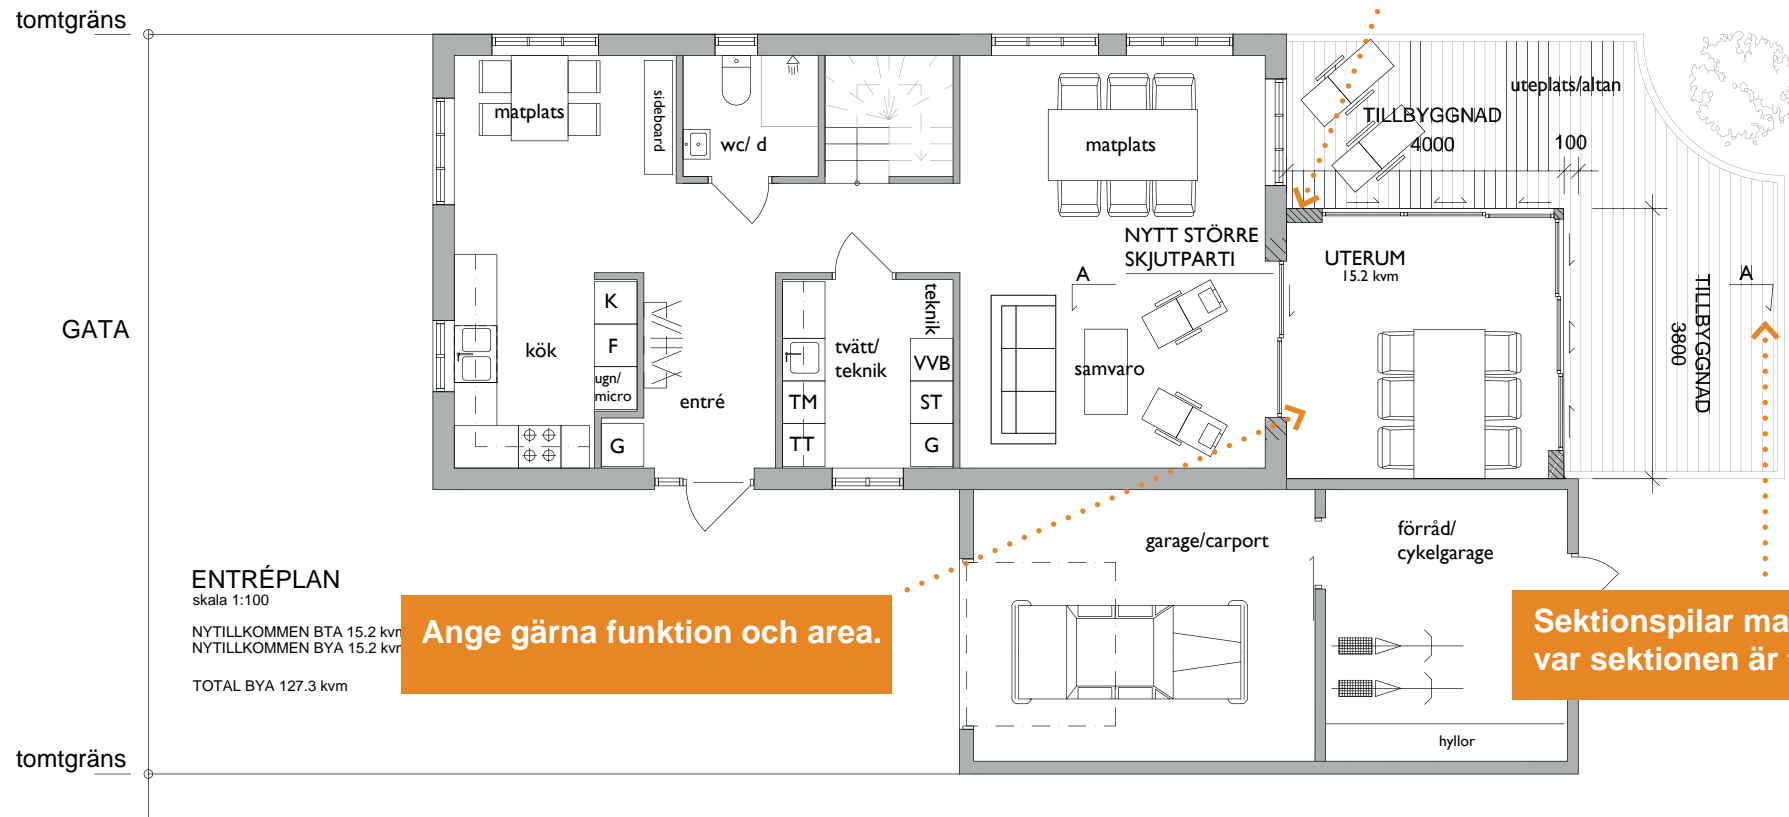 tomtgräns
matplats
sideboard
wc/ d
matplats
uteplats/altan
TILLBYGGNAD
4000
100
NYTT STÖRRE
SKJUTPARTI
A
UTERUM
15.2 kvm
A
TILLBYGGNAD
3800
GATA
kök
K
F
ugn/
micro
G
entré
tvätt/
teknik
teknik
VVB
TM
ST
TT
G
samvaro
garage/carport
förråd/
cykelgarage
hyllor
ENTRÉPLAN
skala 1:100
NYTILLKOMMEN BTA 15.2 kvm
NYTILLKOMMEN BYA 15.2 kvm
TOTAL BYA 127.3 kvm
Ange gärna funktion och area.
Sektionspilar
var sektionen är
tomtgräns